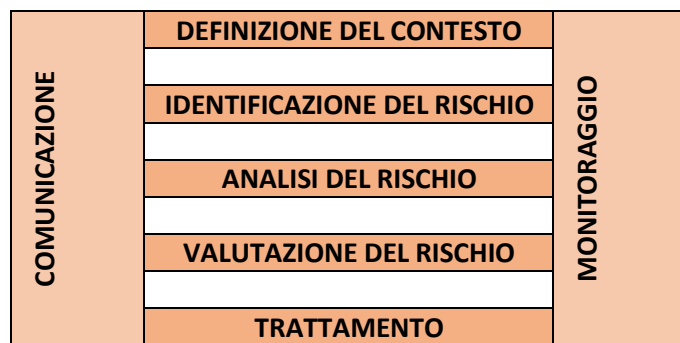 COMUNICAZIONE
DEFINIZIONE DEL CONTESTO
IDENTIFICAZIONE DEL RISCHIO
ANALISI DEL RISCHIO
VALUTAZIONE DEL RISCHIO
TRATTAMENTO
MONITORAGGIO